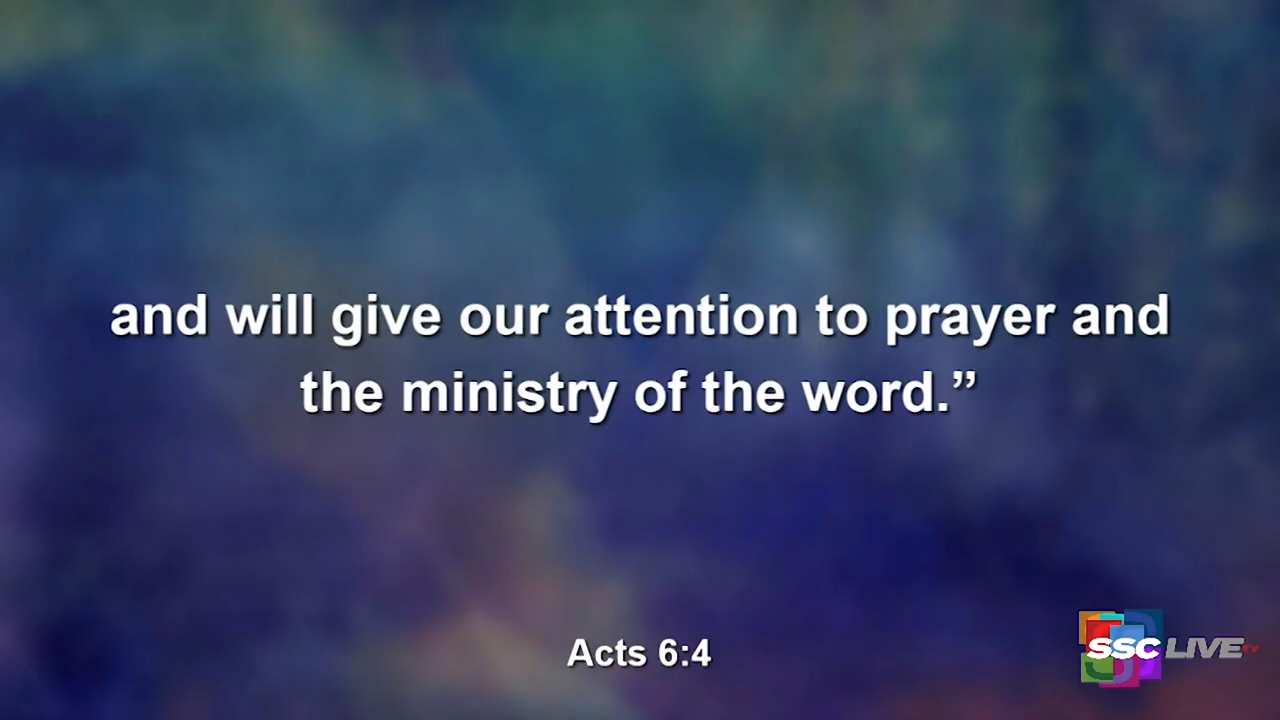 and will give our attention to prayer and
the ministry of the word.”
Acts 6:4
SSC LIVE TV